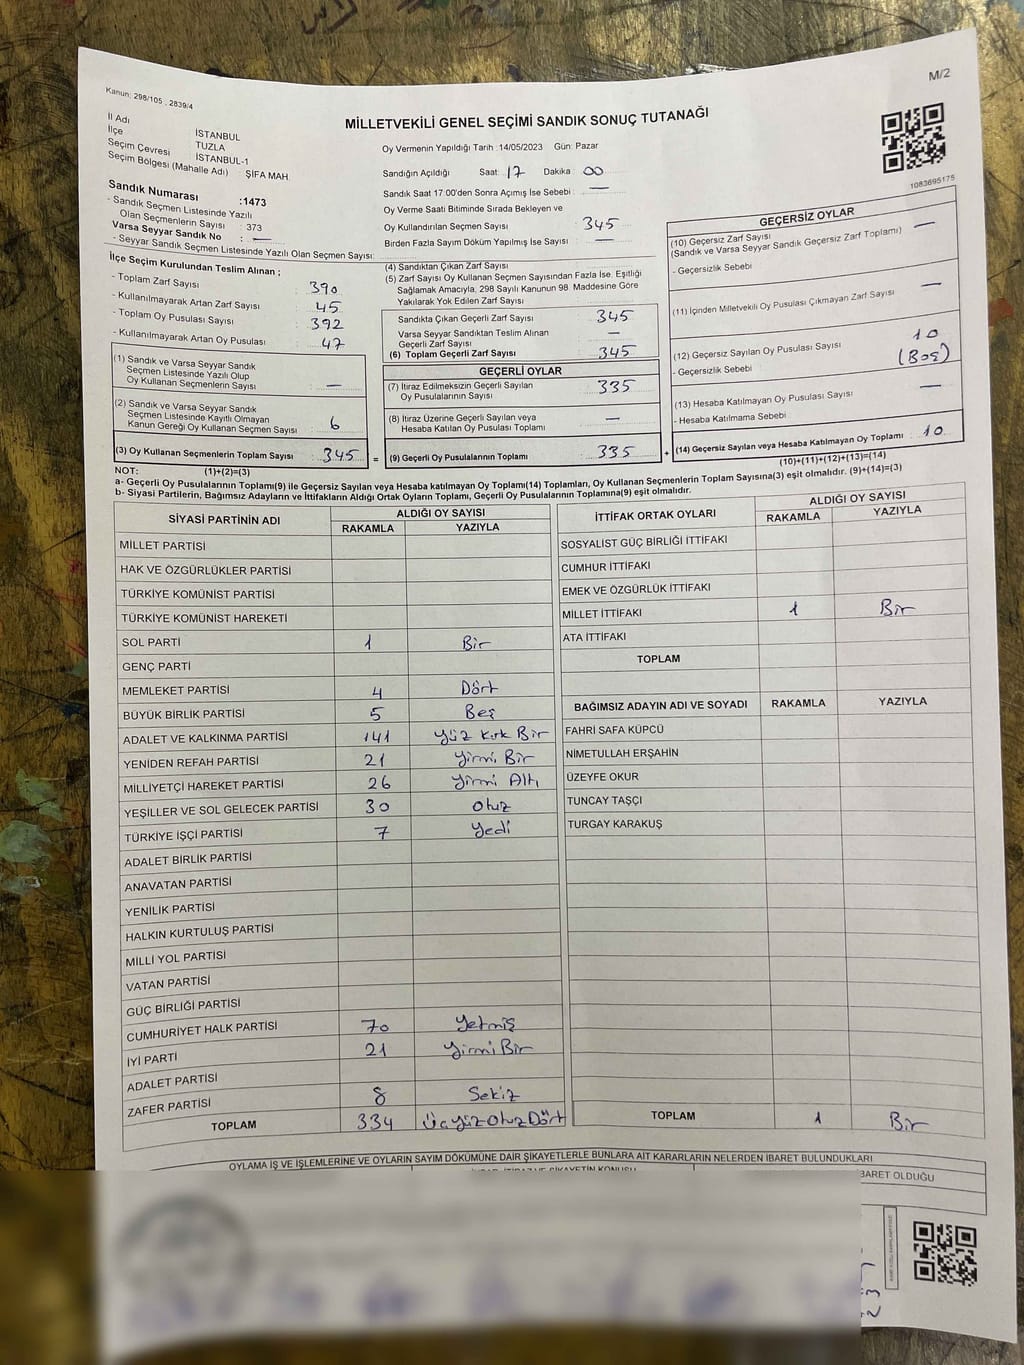 M/2
Kanun: 298/105 , 2839/4
MİLLETVEKİLİ GENEL SEÇİMİ SANDIK SONUÇ TUTANAĞI
İl Adı İSTANBUL
İlçe TUZLA
Seçim Çevresi İSTANBUL-1
Seçim Bölgesi (Mahalle Adı) ŞİFA MAH.
Sandık Numarası :1473
- Sandık Seçmen Listesinde Yazılı
Olan Seçmenlerin Sayısı : 373
Varsa Seyyar Sandık No : —
- Seyyar Sandık Seçmen Listesinde Yazılı Olan Seçmen Sayısı:
Oy Vermenin Yapıldığı Tarih :14/05/2023 Gün: Pazar
Sandığın Açıldığı Saat: 17 Dakika 00
Sandık Saat 17:00'den Sonra Açımış İse Sebebi : —
Oy Verme Saati Bitiminde Sırada Bekleyen ve
Oy Kullandırılan Seçmen Sayısı : 345
Birden Fazla Sayım Döküm Yapılmış İse Sayısı : —
1083695175
İlçe Seçim Kurulundan Teslim Alınan ;
- Toplam Zarf Sayısı : 390
- Kullanılmayarak Artan Zarf Sayısı : 45
- Toplam Oy Pusulası Sayısı : 392
- Kullanılmayarak Artan Oy Pusulası : 47
(1) Sandık ve Varsa Seyyar Sandık
Seçmen Listesinde Yazılı Olup
Oy Kullanan Seçmenlerin Sayısı : —
(2) Sandık ve Varsa Seyyar Sandık
Seçmen Listesinde Kayıtlı Olmayan
Kanun Gereği Oy Kullanan Seçmen Sayısı : 6
(3) Oy Kullanan Seçmenlerin Toplam Sayısı : 345 =
(4) Sandıktan Çıkan Zarf Sayısı
(5) Zarf Sayısı Oy Kullanan Seçmen Sayısından Fazla İse, Eşitliği
Sağlamak Amacıyla, 298 Sayılı Kanunun 98. Maddesine Göre
Yakılarak Yok Edilen Zarf Sayısı :
Sandıkta Çıkan Geçerli Zarf Sayısı : 345
Varsa Seyyar Sandıktan Teslim Alınan
Geçerli Zarf Sayısı : —
(6) Toplam Geçerli Zarf Sayısı : 345
GEÇERLİ OYLAR
(7) İtiraz Edilmeksizin Geçerli Sayılan
Oy Pusulalarının Sayısı : 335
(8) İtiraz Üzerine Geçerli Sayılan veya
Hesaba Katılan Oy Pusulası Toplamı : —
(9) Geçerli Oy Pusulalarının Toplamı : 335 +
GEÇERSİZ OYLAR
(10) Geçersiz Zarf Sayısı : —
(Sandık ve Varsa Seyyar Sandık Geçersiz Zarf Toplamı)
- Geçersizlik Sebebi
(11) İçinden Milletvekili Oy Pusulası Çıkmayan Zarf Sayısı : —
(12) Geçersiz Sayılan Oy Pusulası Sayısı : 10
- Geçersizlik Sebebi (Boş)
(13) Hesaba Katılmayan Oy Pusulası Sayısı : —
- Hesaba Katılmama Sebebi
(14) Geçersiz Sayılan veya Hesaba Katılmayan Oy Toplamı : 10
NOT: (1)+(2)=(3) (10)+(11)+(12)+(13)=(14)
a- Geçerli Oy Pusulalarının Toplamı(9) ile Geçersiz Sayılan veya Hesaba katılmayan Oy Toplamı(14) Toplamları, Oy Kullanan Seçmenlerin Toplam Sayısına(3) eşit olmalıdır. (9)+(14)=(3)
b- Siyasi Partilerin, Bağımsız Adayların ve İttifakların Aldığı Ortak Oyların Toplamı, Geçerli Oy Pusulalarının Toplamına(9) eşit olmalıdır.
SİYASİ PARTİNİN ADI ALDIĞI OY SAYISI
RAKAMLA YAZIYLA
MİLLET PARTİSİ
HAK VE ÖZGÜRLÜKLER PARTİSİ
TÜRKİYE KOMÜNİST PARTİSİ
TÜRKİYE KOMÜNİST HAREKETİ
SOL PARTİ 1 Bir
GENÇ PARTİ
MEMLEKET PARTİSİ 4 Dört
BÜYÜK BİRLİK PARTİSİ 5 Beş
ADALET VE KALKINMA PARTİSİ 141 Yüz Kırk Bir
YENİDEN REFAH PARTİSİ 21 Yirmi Bir
MİLLİYETÇİ HAREKET PARTİSİ 26 Yirmi Altı
YEŞİLLER VE SOL GELECEK PARTİSİ 30 Otuz
TÜRKİYE İŞÇİ PARTİSİ 7 Yedi
ADALET BİRLİK PARTİSİ
ANAVATAN PARTİSİ
YENİLİK PARTİSİ
HALKIN KURTULUŞ PARTİSİ
MİLLİ YOL PARTİSİ
VATAN PARTİSİ
GÜÇ BİRLİĞİ PARTİSİ
CUMHURİYET HALK PARTİSİ 70 Yetmiş
İYİ PARTİ 21 Yirmi Bir
ADALET PARTİSİ
ZAFER PARTİSİ 8 Sekiz
TOPLAM 334 Üçyüz Otuz Dört
İTTİFAK ORTAK OYLARI ALDIĞI OY SAYISI
RAKAMLA YAZIYLA
SOSYALİST GÜÇ BİRLİĞİ İTTİFAKI
CUMHUR İTTİFAKI
EMEK VE ÖZGÜRLÜK İTTİFAKI
MİLLET İTTİFAKI 1 Bir
ATA İTTİFAKI
TOPLAM
BAĞIMSIZ ADAYIN ADI VE SOYADI RAKAMLA YAZIYLA
FAHRİ SAFA KÜPCÜ
NİMETULLAH ERŞAHİN
ÜZEYFE OKUR
TUNCAY TAŞÇI
TURGAY KARAKUŞ
TOPLAM 1 Bir
OYLAMA İŞ VE İŞLEMLERİNE VE OYLARIN SAYIM DÖKÜMÜNE DAİR ŞİKAYETLERLE BUNLARA AİT KARARLARIN NELERDEN İBARET BULUNDUKLARI
BARET OLDUĞU